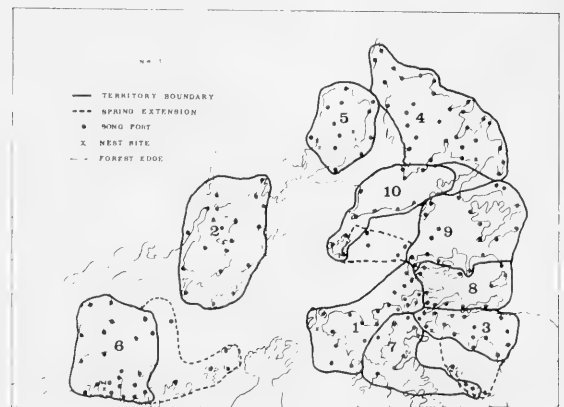 TERRITORY BOUNDARY
SPRING EXTENSION
SONG PORT
X NEST SITE
FOREST EDGE
5
4
10
2
9
8
1
3
6
7